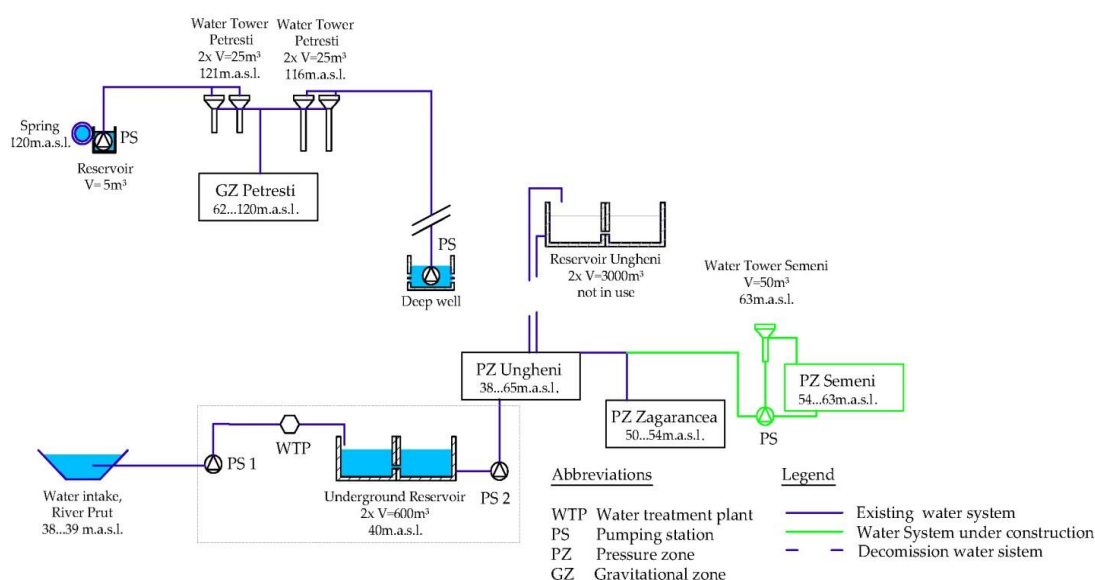 Water Tower
Petresti
2x V=25m³
121m.a.s.l.
Water Tower
Petresti
2x V=25m³
116m.a.s.l.
Spring
120m.a.s.l.
PS
Reservoir
V= 5m³
GZ Petresti
62...120m.a.s.l.
PS
Deep well
Reservoir Ungheni
2x V=3000m³
not in use
Water Tower Semeni
V=50m³
63m.a.s.l.
PZ Ungheni
38...65m.a.s.l.
PZ Semeni
54...63m.a.s.l.
PZ Zagarancea
50...54m.a.s.l.
PS
WTP
PS 1
PS 2
Water intake,
River Prut
38...39 m.a.s.l.
Underground Reservoir
2x V=600m³
40m.a.s.l.
Abbreviations
WTP Water treatment plant
PS Pumping station
PZ Pressure zone
GZ Gravitational zone
Legend
Existing water system
Water System under construction
Decomission water sistem